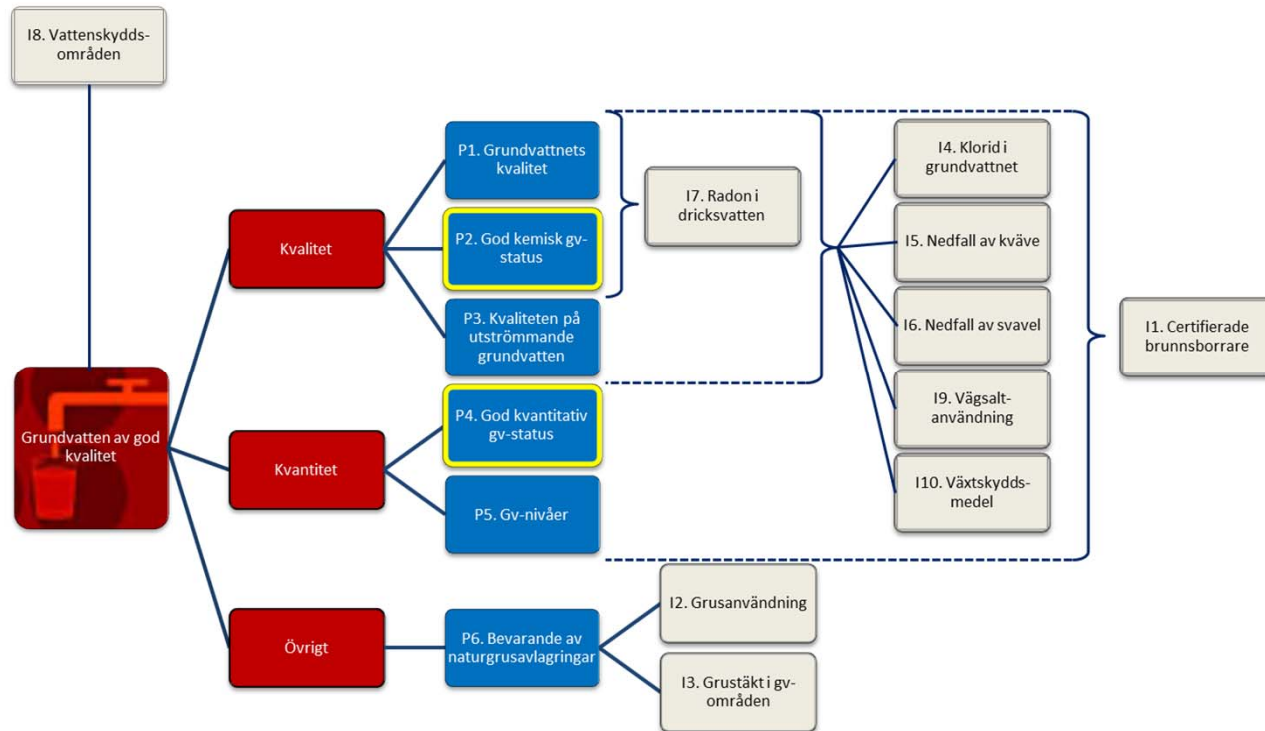 I8. Vattenskydds-
områden
P1. Grundvattnets
kvalitet
P2. God kemisk gv-
status
P3. Kvaliteten på
utströmmande
grundvatten
P4. God kvantitativ
gv-status
P5. Gv-nivåer
P6. Bevarande av
naturgrusavlagringar
Kvalitet
Kvantitet
Övrigt
Grundvatten av god
kvalitet
I7. Radon i
dricksvatten
I4. Klorid i
grundvattnet
I5. Nedfall av kväve
I6. Nedfall av svavel
I9. Vägsalt-
användning
I10. Växtskydds-
medel
I1. Certifierade
brunnsborrare
I2. Grusanvändning
I3. Grustäkt i gv-
områden